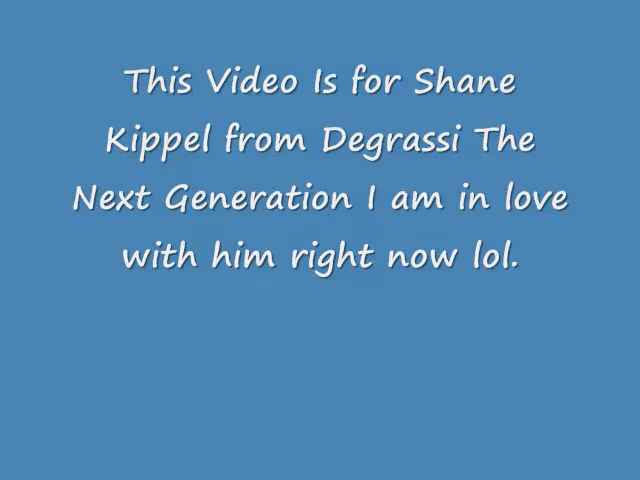 This Video Is for Shane
Kippel from Degrassi The
Next Generation I am in love
with him right now lol.